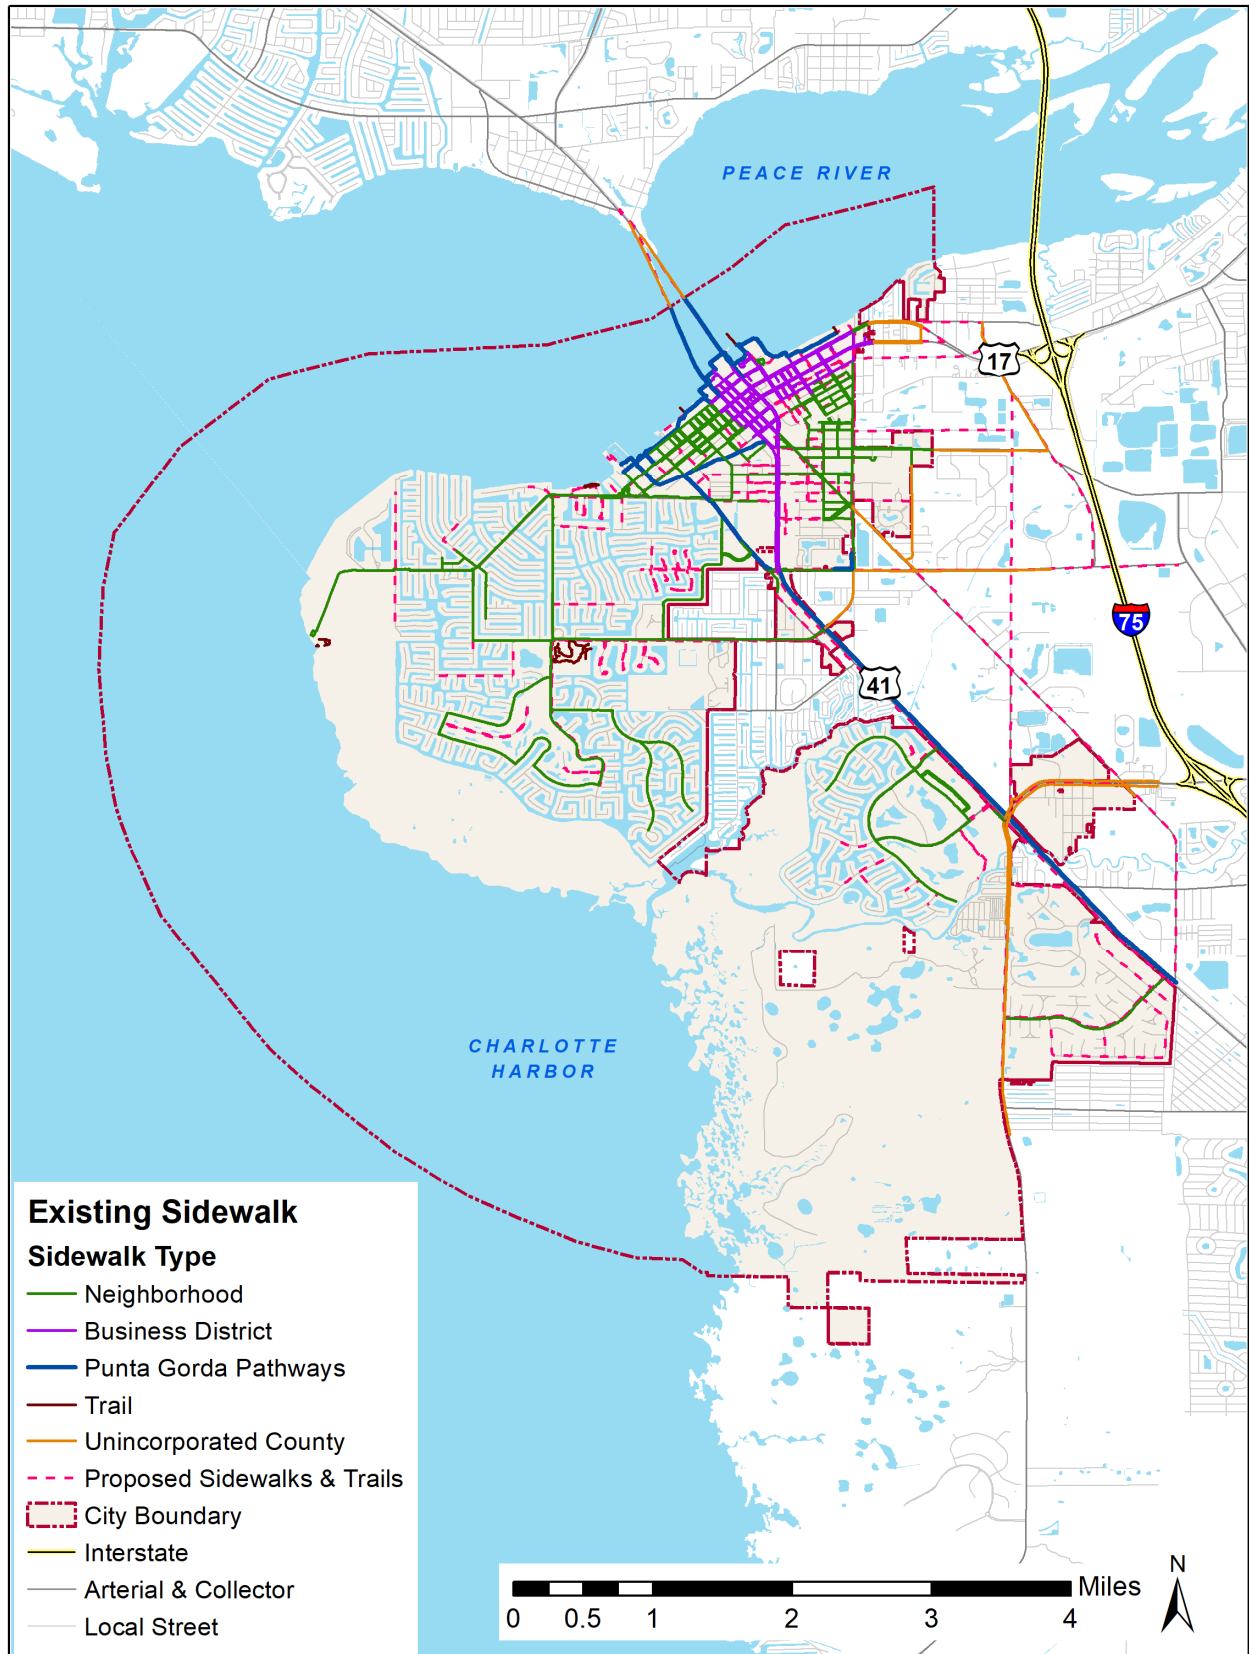 PEACE RIVER
17
75
41
CHARLOTTE
HARBOR
Existing Sidewalk
Sidewalk Type
Neighborhood
Business District
Punta Gorda Pathways
Trail
Unincorporated County
Proposed Sidewalks & Trails
City Boundary
Interstate
Arterial & Collector
Local Street
Miles
0 0.5 1 2 3 4
N